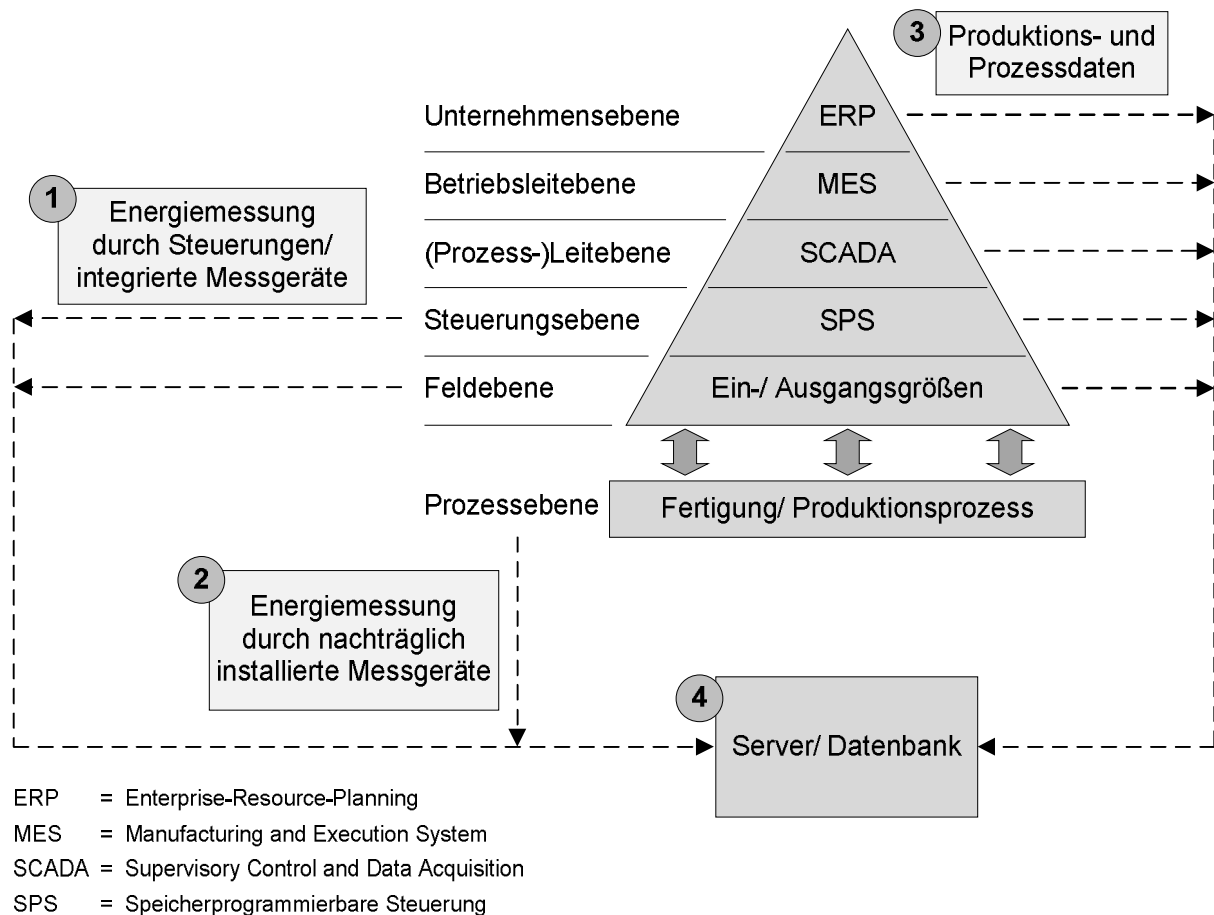 3
Produktions- und
Prozessdaten
Unternehmensebene
ERP
1
Energiemessung
durch Steuerungen/
integrierte Messgeräte
Betriebsleitebene
MES
(Prozess-)Leitebene
SCADA
Steuerungsebene
SPS
Feldebene
Ein-/ Ausgangsgrößen
Prozessebene
Fertigung/ Produktionsprozess
2
Energiemessung
durch nachträglich
installierte Messgeräte
4
Server/ Datenbank
ERP = Enterprise-Resource-Planning
MES = Manufacturing and Execution System
SCADA = Supervisory Control and Data Acquisition
SPS = Speicherprogrammierbare Steuerung